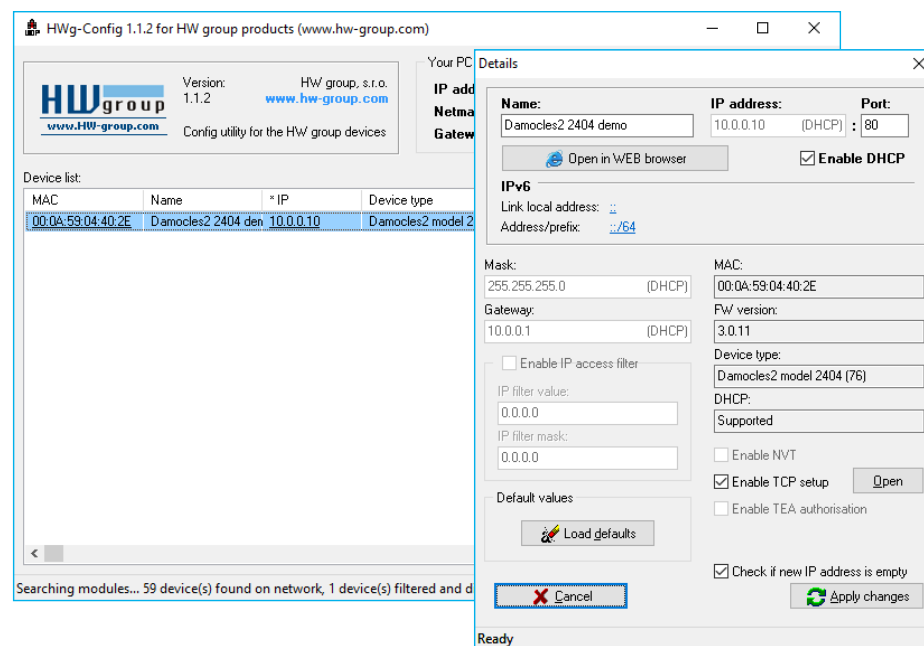 HWg-Config 1.1.2 for HW group products (www.hw-group.com)
HW group
www.HW-group.com
Version:
1.1.2
HW group, s.r.o.
www.hw-group.com
Config utility for the HW group devices
Your PC
IP add
Netma
Gatew
Device list:
MAC Name * IP Device type
00:0A:59:04:40:2E Damocles2 2404 den 10.0.0.10 Damocles2 model 2
Searching modules... 59 device(s) found on network, 1 device(s) filtered and d
Details
Name: IP address: Port:
Damocles2 2404 demo 10.0.0.10 (DHCP) : 80
Open in WEB browser Enable DHCP
IPv6
Link local address: ::
Address/prefix: ::/64
Mask:
255.255.255.0 (DHCP)
Gateway:
10.0.0.1 (DHCP)
Enable IP access filter
IP filter value:
0.0.0.0
IP filter mask:
0.0.0.0
Default values
Load defaults
Cancel
MAC:
00:0A:59:04:40:2E
FW version:
3.0.11
Device type:
Damocles2 model 2404 (76)
DHCP:
Supported
Enable NVT
Enable TCP setup Open
Enable TEA authorisation
Check if new IP address is empty
Apply changes
Ready